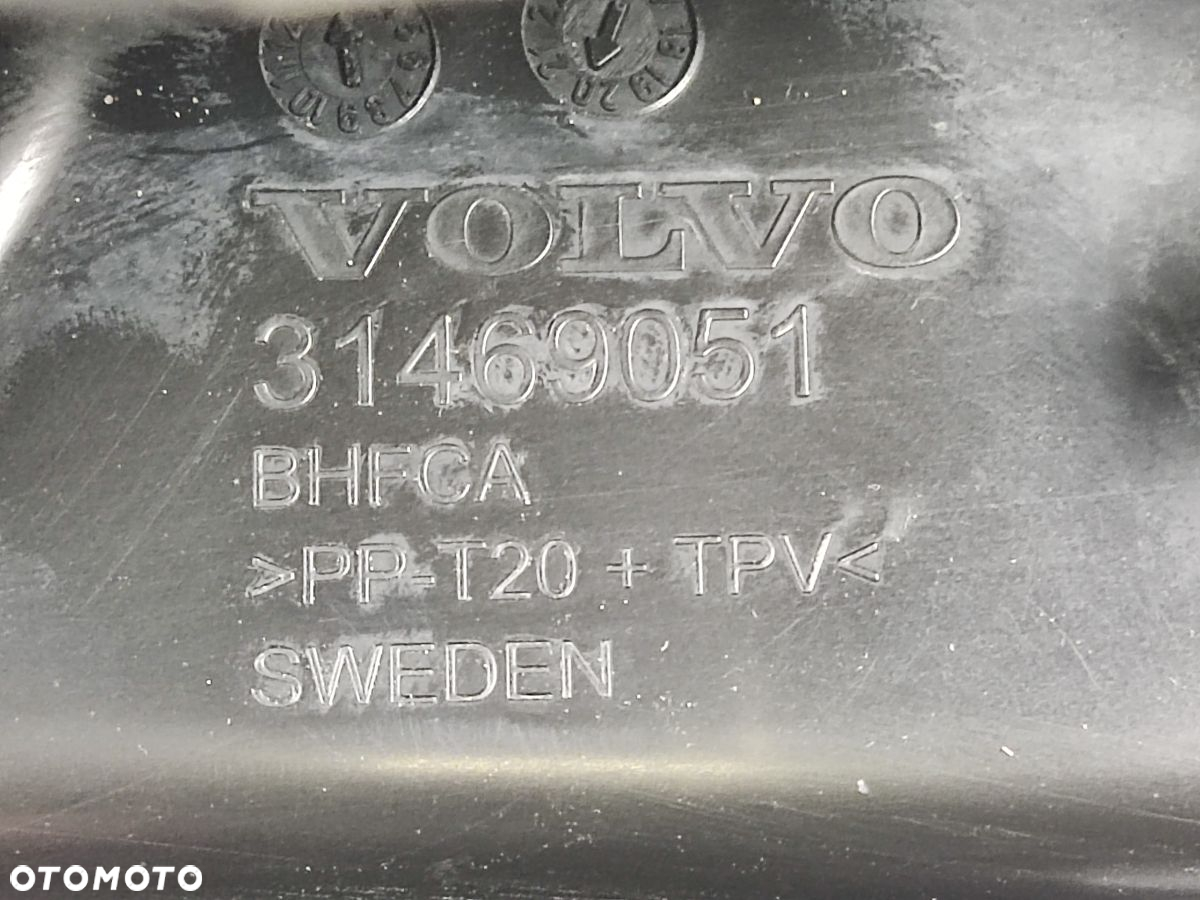 VOLVO
31469051
BHFCA
>PP-T20 + TPV<
SWEDEN
OTOMOTO